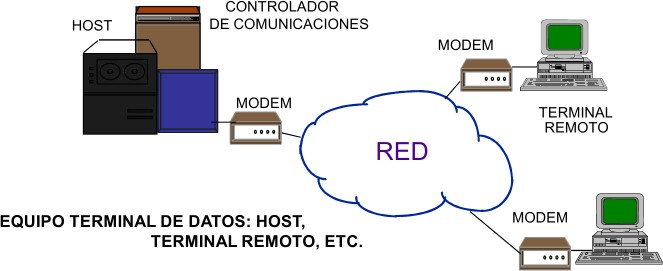 CONTROLADOR
DE COMUNICACIONES
HOST
MODEM
MODEM
TERMINAL
REMOTO
RED
MODEM
EQUIPO TERMINAL DE DATOS: HOST,
TERMINAL REMOTO, ETC.